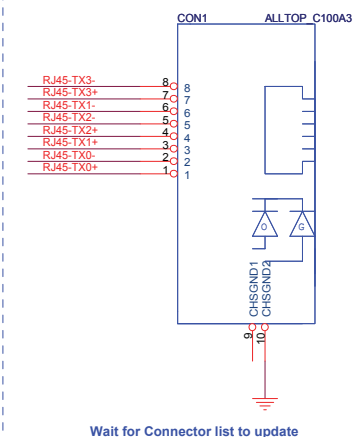 CON1 ALLTOP_C100A3
RJ45-TX3- 8 8
RJ45-TX3+ 7 7
RJ45-TX1- 6 6
RJ45-TX2- 5 5
RJ45-TX2+ 4 4
RJ45-TX1+ 3 3
RJ45-TX0- 2 2
RJ45-TX0+ 1 1
O G
CHSGND1
CHSGND2
9
10
Wait for Connector list to update